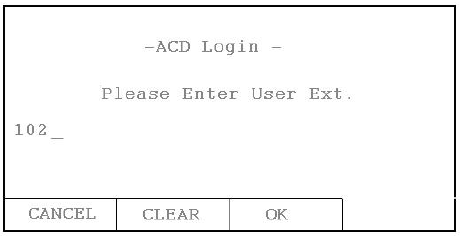 -ACD Login -
Please Enter User Ext.
102_
CANCEL CLEAR OK